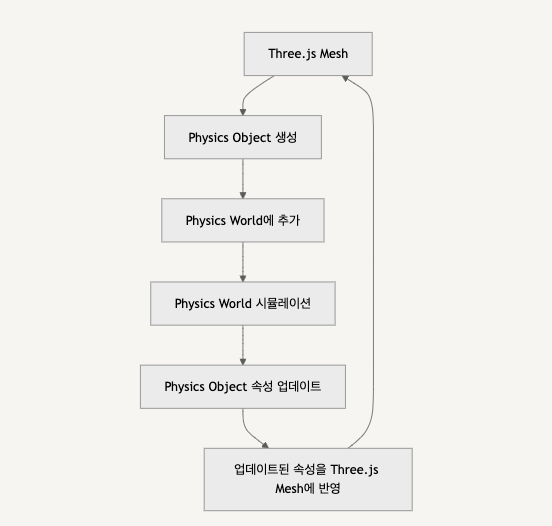 Three.js Mesh
Physics Object 생성
Physics World에 추가
Physics World 시뮬레이션
Physics Object 속성 업데이트
업데이트된 속성을 Three.js
Mesh에 반영